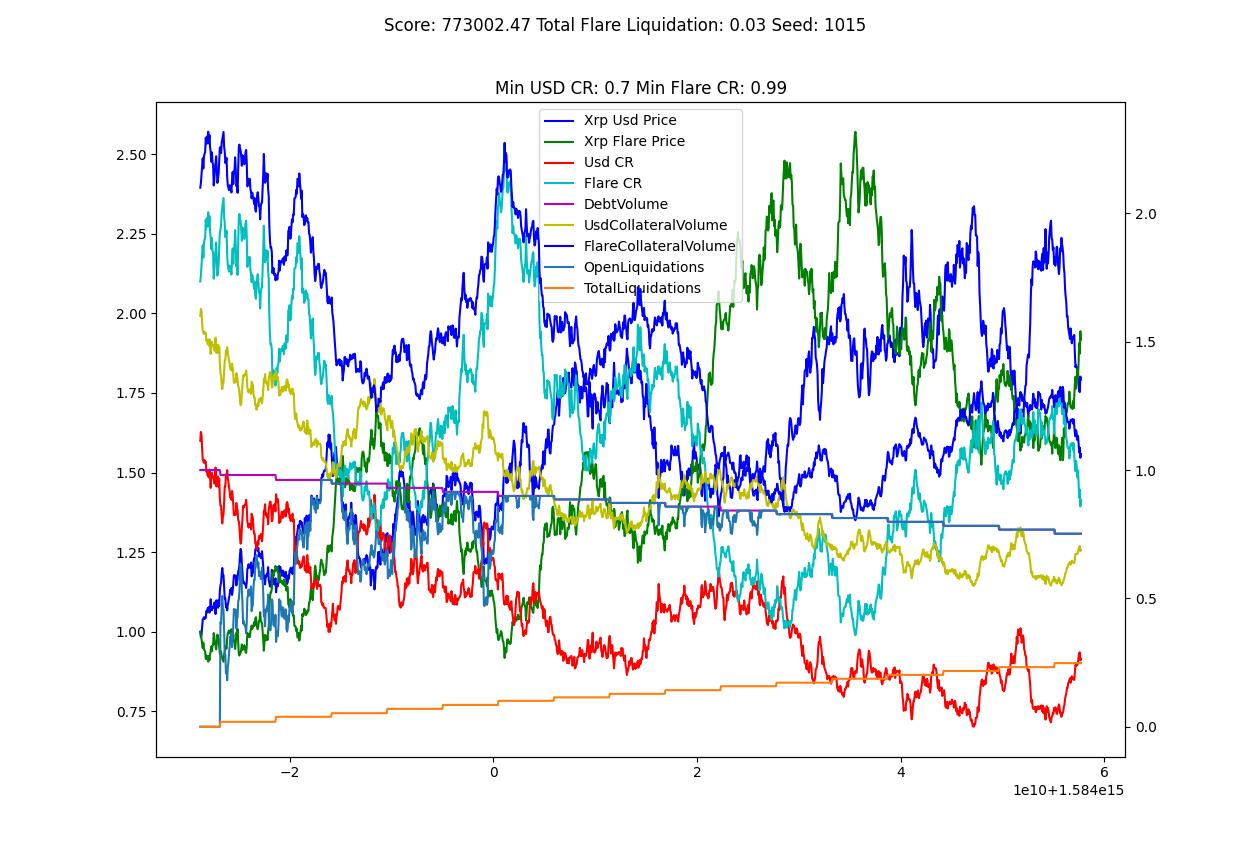 Score: 773002.47 Total Flare Liquidation: 0.03 Seed: 1015
Min USD CR: 0.7 Min Flare CR: 0.99
Xrp Usd Price
Xrp Flare Price
Usd CR
Flare CR
DebtVolume
UsdCollateralVolume
FlareCollateralVolume
OpenLiquidations
TotalLiquidations
2.50
2.25
2.00
1.75
1.50
1.25
1.00
0.75
2.0
1.5
1.0
0.5
0.0
−2 0 2 4 6
1e10+1.584e15